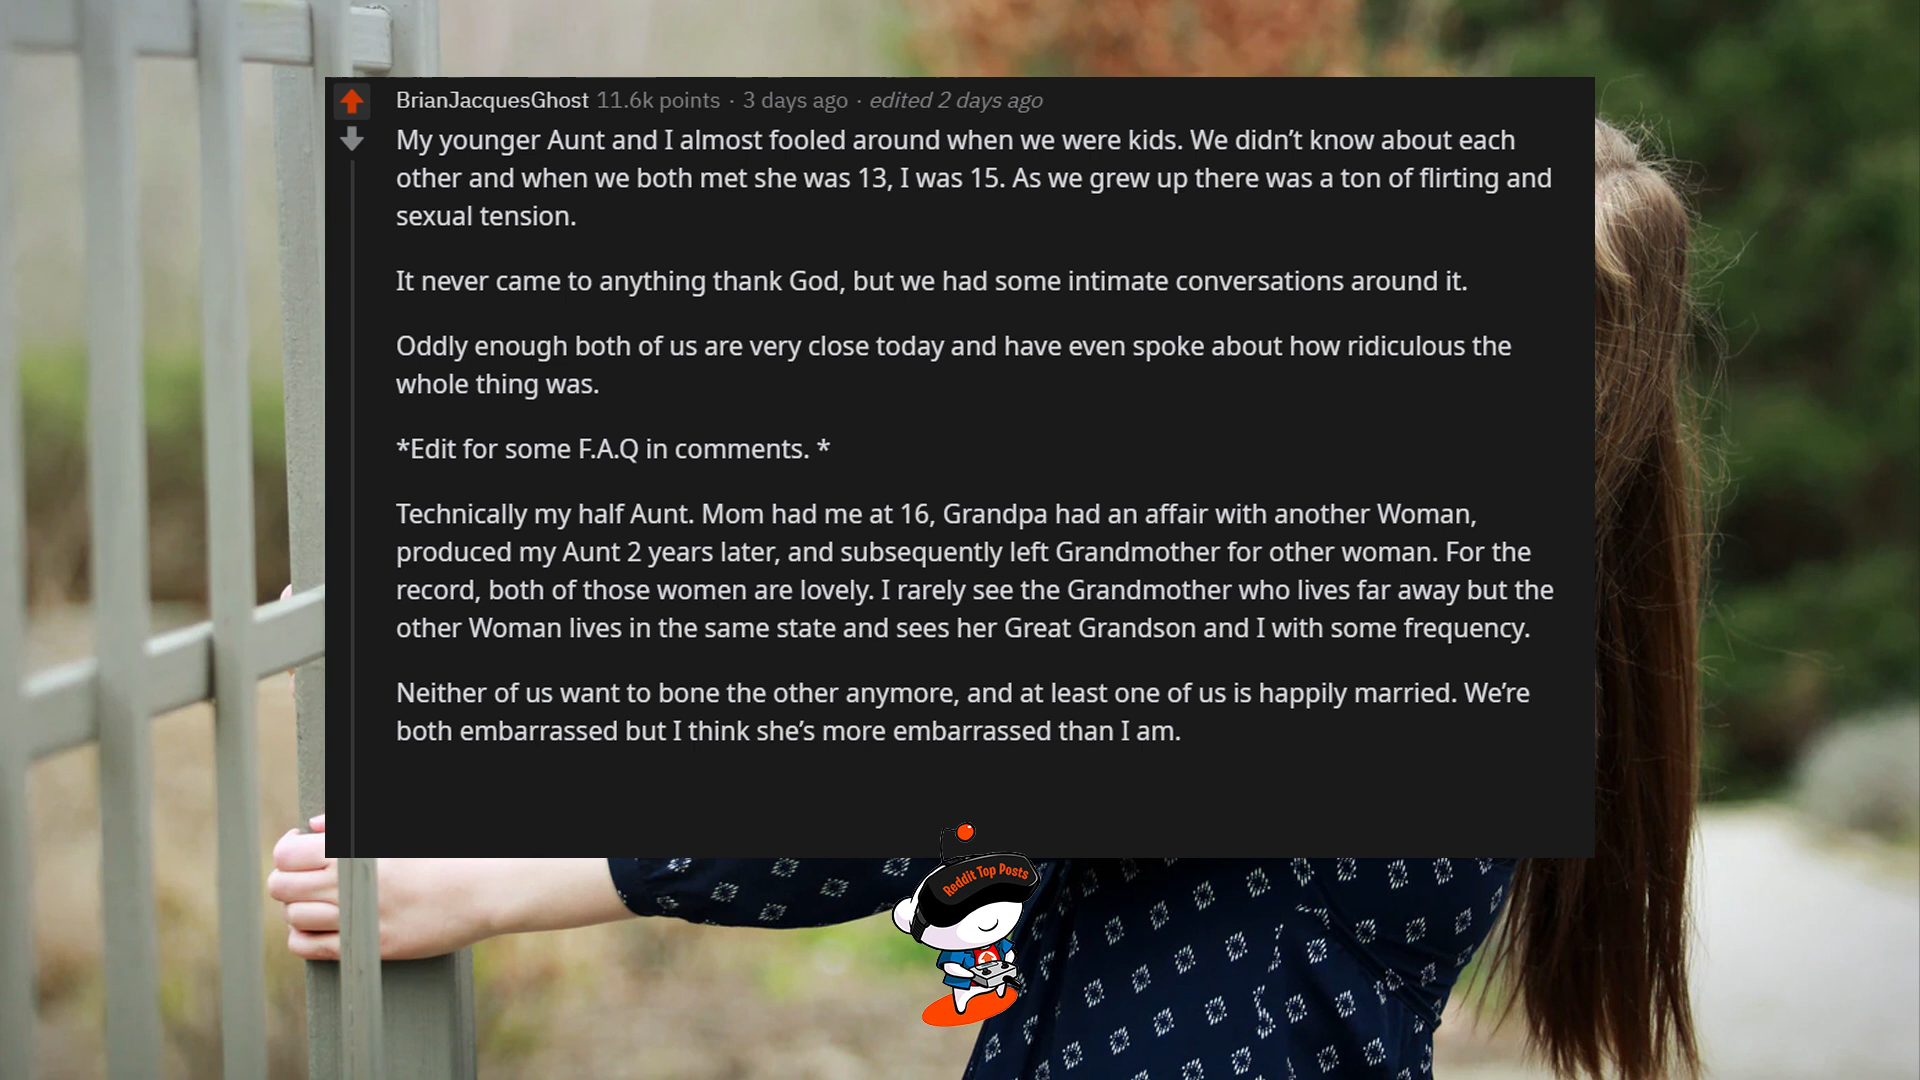 BrianJacquesGhost 11.6k points · 3 days ago · edited 2 days ago
My younger Aunt and I almost fooled around when we were kids. We didn’t know about each
other and when we both met she was 13, I was 15. As we grew up there was a ton of flirting and
sexual tension.
It never came to anything thank God, but we had some intimate conversations around it.
Oddly enough both of us are very close today and have even spoke about how ridiculous the
whole thing was.
*Edit for some F.A.Q in comments. *
Technically my half Aunt. Mom had me at 16, Grandpa had an affair with another Woman,
produced my Aunt 2 years later, and subsequently left Grandmother for other woman. For the
record, both of those women are lovely. I rarely see the Grandmother who lives far away but the
other Woman lives in the same state and sees her Great Grandson and I with some frequency.
Neither of us want to bone the other anymore, and at least one of us is happily married. We’re
both embarrassed but I think she’s more embarrassed than I am.
Reddit Top Posts